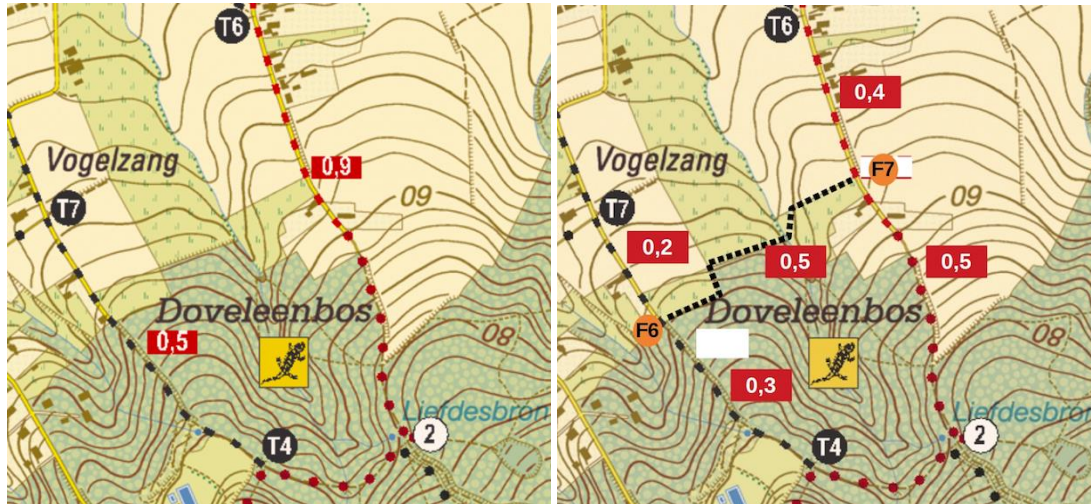 T6
0,9
Vogelzang
09
T7
Doveleenbos
0,5
08
Liefdesbron
2
T4
T6
0,4
F7
Vogelzang
09
T7
0,2
0,5
0,5
Doveleenbos
F6
08
0,3
Liefdesbron
2
T4